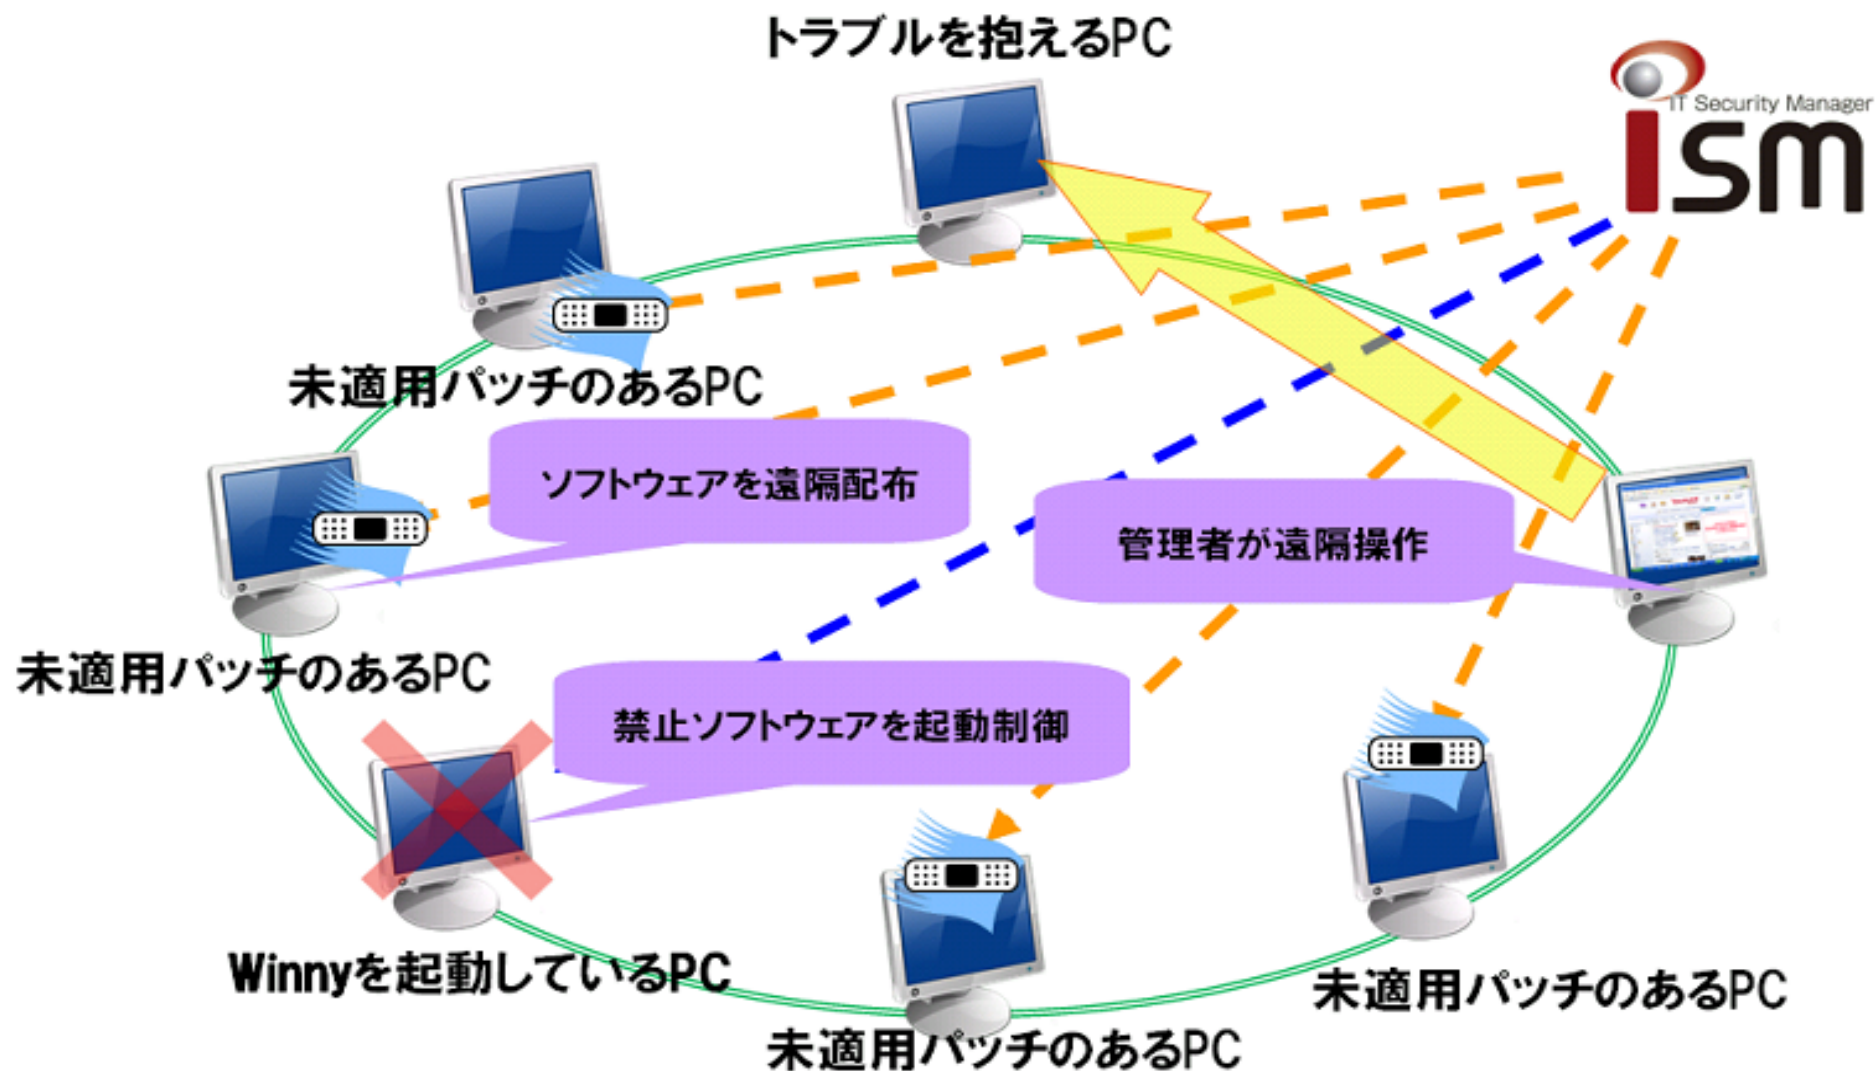 トラブルを抱えるPC
IT Security Manager
ism
未適用パッチのあるPC
ソフトウェアを遠隔配布
管理者が遠隔操作
未適用パッチのあるPC
禁止ソフトウェアを起動制御
Winnyを起動しているPC
未適用パッチのあるPC
未適用パッチのあるPC